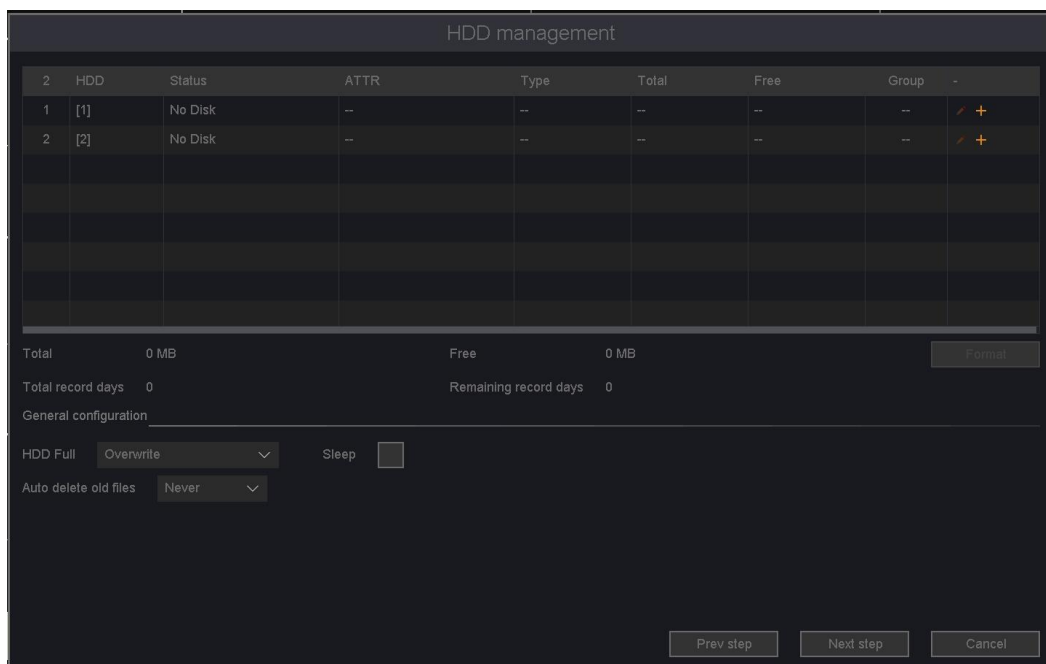 HDD management
2 HDD Status ATTR Type Total Free Group -
1 [1] No Disk -- -- -- -- --
2 [2] No Disk -- -- -- -- --
Total 0 MB Free 0 MB Format
Total record days 0 Remaining record days 0
General configuration
HDD Full Overwrite Sleep
Auto delete old files Never
Prev step Next step Cancel